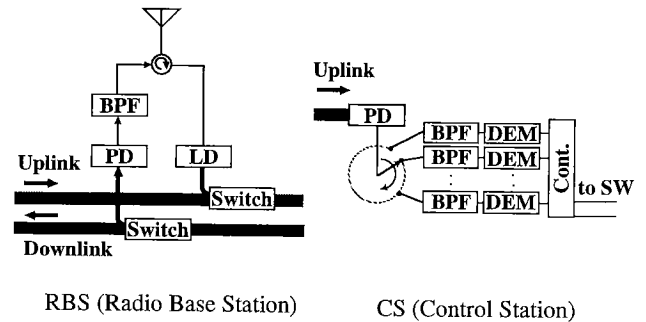 BPF
PD
LD
Uplink
Switch
Switch
Downlink
RBS (Radio Base Station)
Uplink
PD
BPF DEM
BPF DEM
BPF DEM
Cont.
to SW
CS (Control Station)